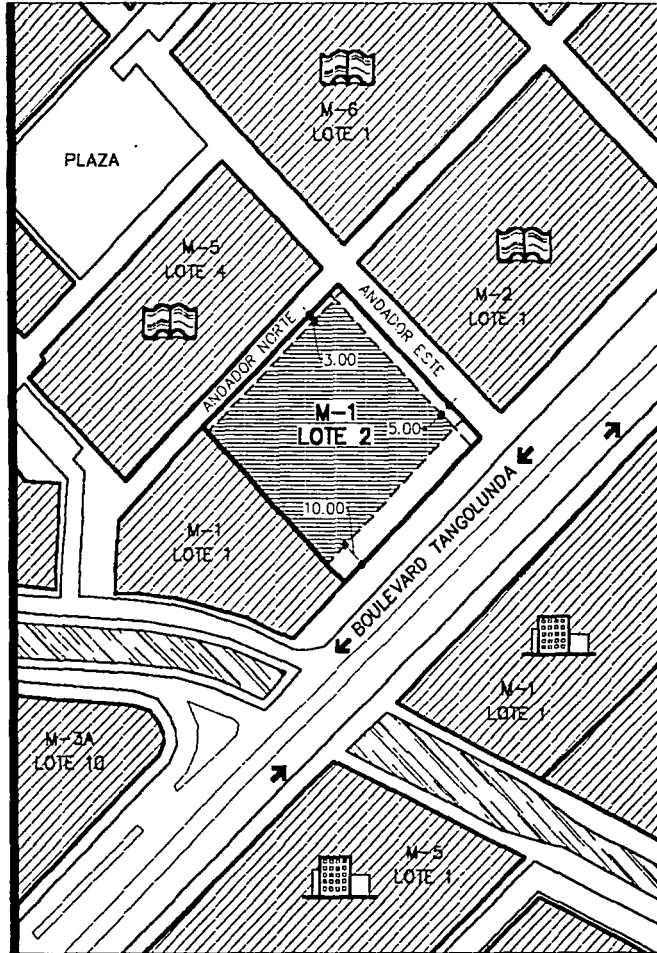 M-6
LOTE 1
PLAZA
M-5
LOTE 4
M-2
LOTE 1
ANDADOR NORTE
ANDADOR ESTE
3.00
M-1
LOTE 2
5.00
10.00
M-1
LOTE 1
BOULEVARD TANGOLUNDA
M-1
LOTE 1
M-3A
LOTE 10
M-5
LOTE 1